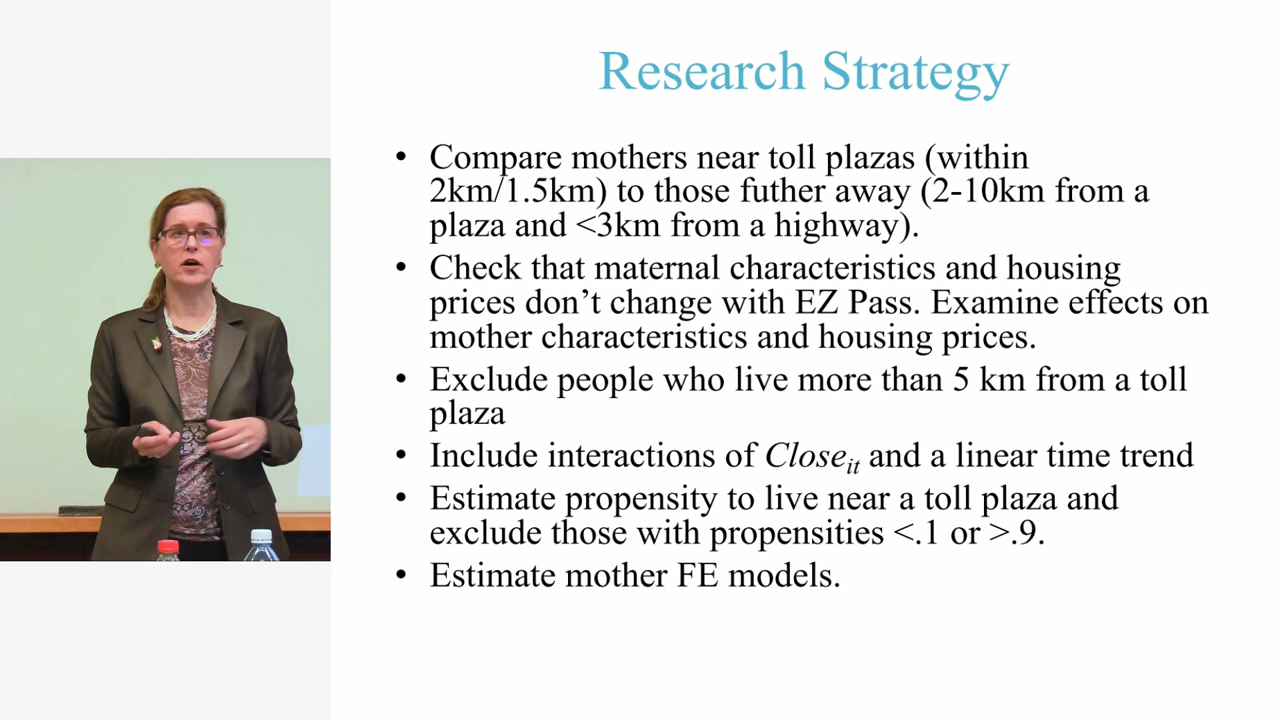 Research Strategy
• Compare mothers near toll plazas (within
2km/1.5km) to those futher away (2-10km from a
plaza and <3km from a highway).
• Check that maternal characteristics and housing
prices don’t change with EZ Pass. Examine effects on
mother characteristics and housing prices.
• Exclude people who live more than 5 km from a toll
plaza
• Include interactions of Closeit and a linear time trend
• Estimate propensity to live near a toll plaza and
exclude those with propensities <.1 or >.9.
• Estimate mother FE models.